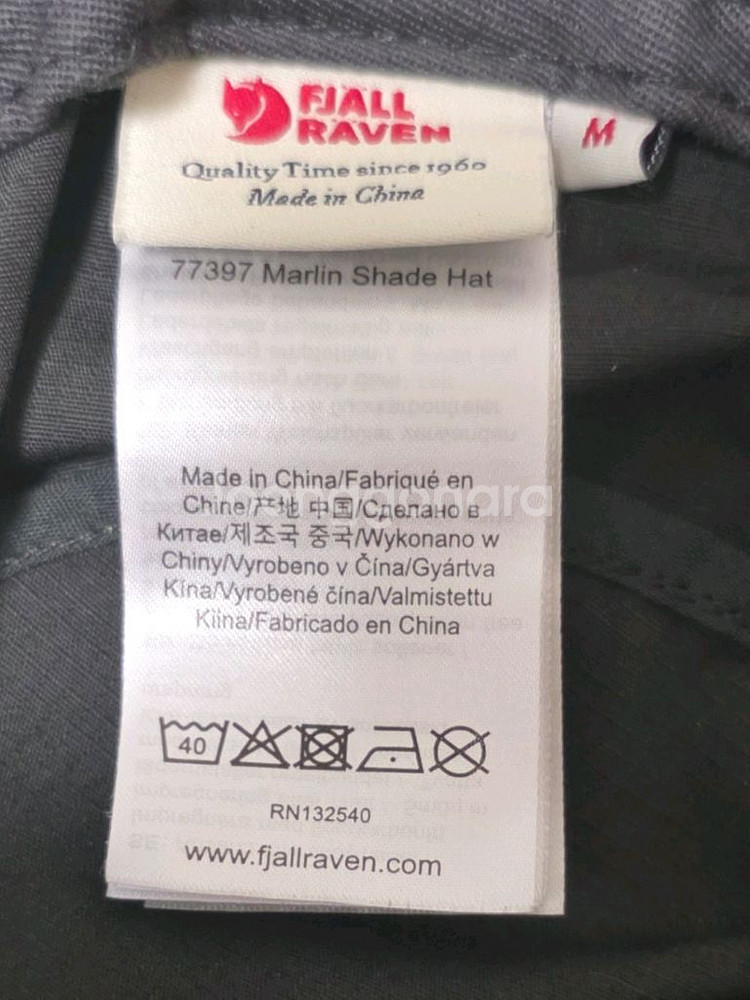 FJÄLL
RÄVEN
M
Quality Time since 1960
Made in China
77397 Marlin Shade Hat
Made in China/Fabriqué en
Chine/产地 中国/Сделано в
Китае/제조국 중국/Wykonano w
Chiny/Vyrobeno v Čína/Gyártva
Kína/Vyrobené čína/Valmistettu
Kiina/Fabricado en China
40
RN132540
www.fjallraven.com